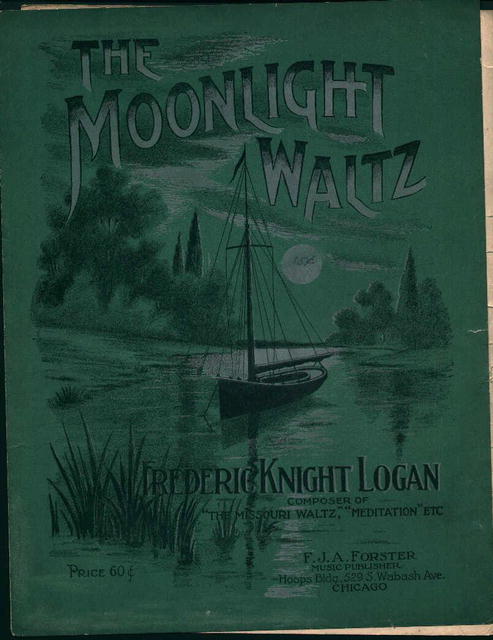 THE
MOONLIGHT
WALTZ
FREDERIC KNIGHT LOGAN
COMPOSER OF
"THE MISSOURI WALTZ," "MEDITATION" ETC
F.J.A. FORSTER
MUSIC PUBLISHER
Hoops Bldg., 529 S. Wabash Ave.
CHICAGO
PRICE 60¢